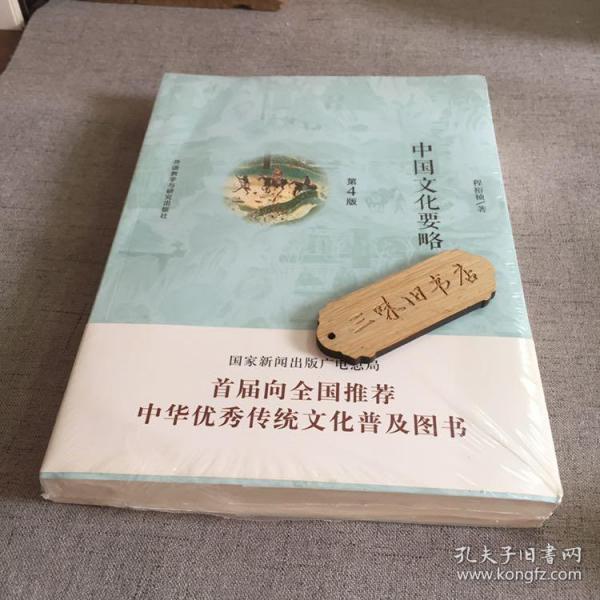 中国文化要略
程裕祯/著
第4版
外语教学与研究出版社
三味旧书店
国家新闻出版广电总局
首届向全国推荐
中华优秀传统文化普及图书
孔夫子旧书网
www.kongfz.com